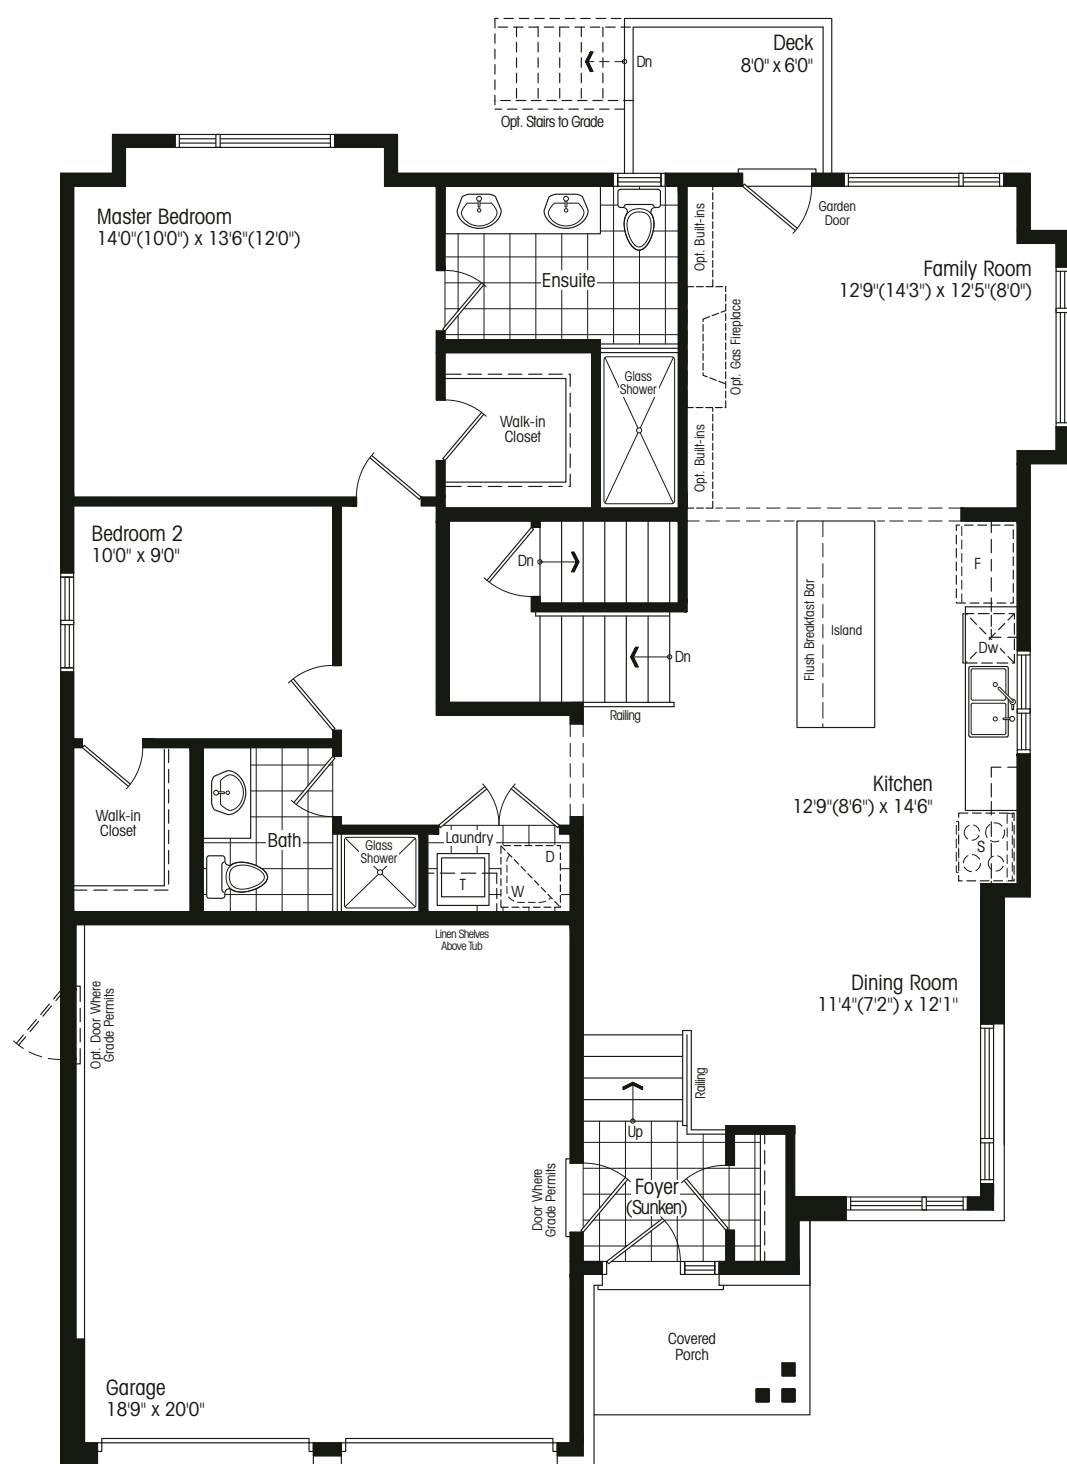 Deck
8'0" x 6'0"
Dn
Opt. Stairs to Grade
Master Bedroom
14'0"(10'0") x 13'6"(12'0")
Opt. Built-ins
Garden
Door
Ensuite
Family Room
12'9"(14'3") x 12'5"(8'0")
Opt. Gas Fireplace
Glass
Shower
Walk-in
Closet
Opt. Built-ins
Bedroom 2
10'0" x 9'0"
Dn
F
Flush Breakfast Bar
Island
Dw
Dn
Railing
Kitchen
12'9"(8'6") x 14'6"
Walk-in
Closet
Bath
Glass
Shower
Laundry
D
T
W
S
Linen Shelves
Above Tub
Dining Room
11'4"(7'2") x 12'1"
Opt. Door Where
Grade Permits
Railing
Up
Door Where
Grade Permits
Foyer
(Sunken)
Covered
Porch
Garage
18'9" x 20'0"